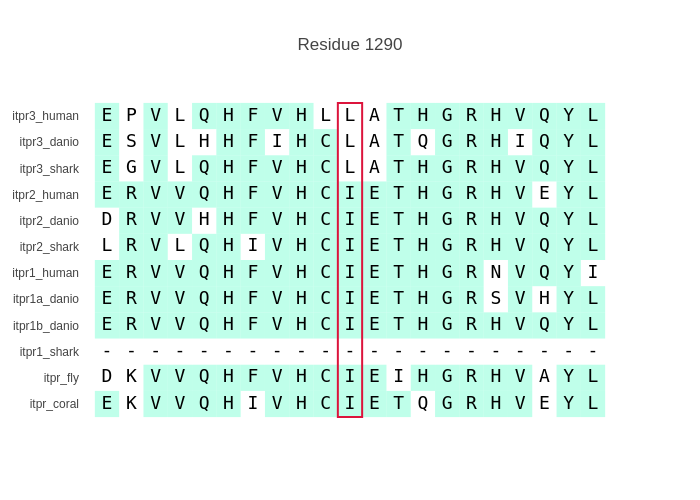 Residue 1290
itpr3_human E P V L Q H F V H L L A T H G R H V Q Y L
itpr3_danio E S V L H H F I H C L A T Q G R H I Q Y L
itpr3_shark E G V L Q H F V H C L A T H G R H V Q Y L
itpr2_human E R V V Q H F V H C I E T H G R H V E Y L
itpr2_danio D R V V H H F V H C I E T H G R H V Q Y L
itpr2_shark L R V L Q H I V H C I E T H G R H V Q Y L
itpr1_human E R V V Q H F V H C I E T H G R N V Q Y I
itpr1a_danio E R V V Q H F V H C I E T H G R S V H Y L
itpr1b_danio E R V V Q H F V H C I E T H G R H V Q Y L
itpr1_shark - - - - - - - - - - - - - - - - - - - - -
itpr_fly D K V V Q H F V H C I E I H G R H V A Y L
itpr_coral E K V V Q H I V H C I E T Q G R H V E Y L